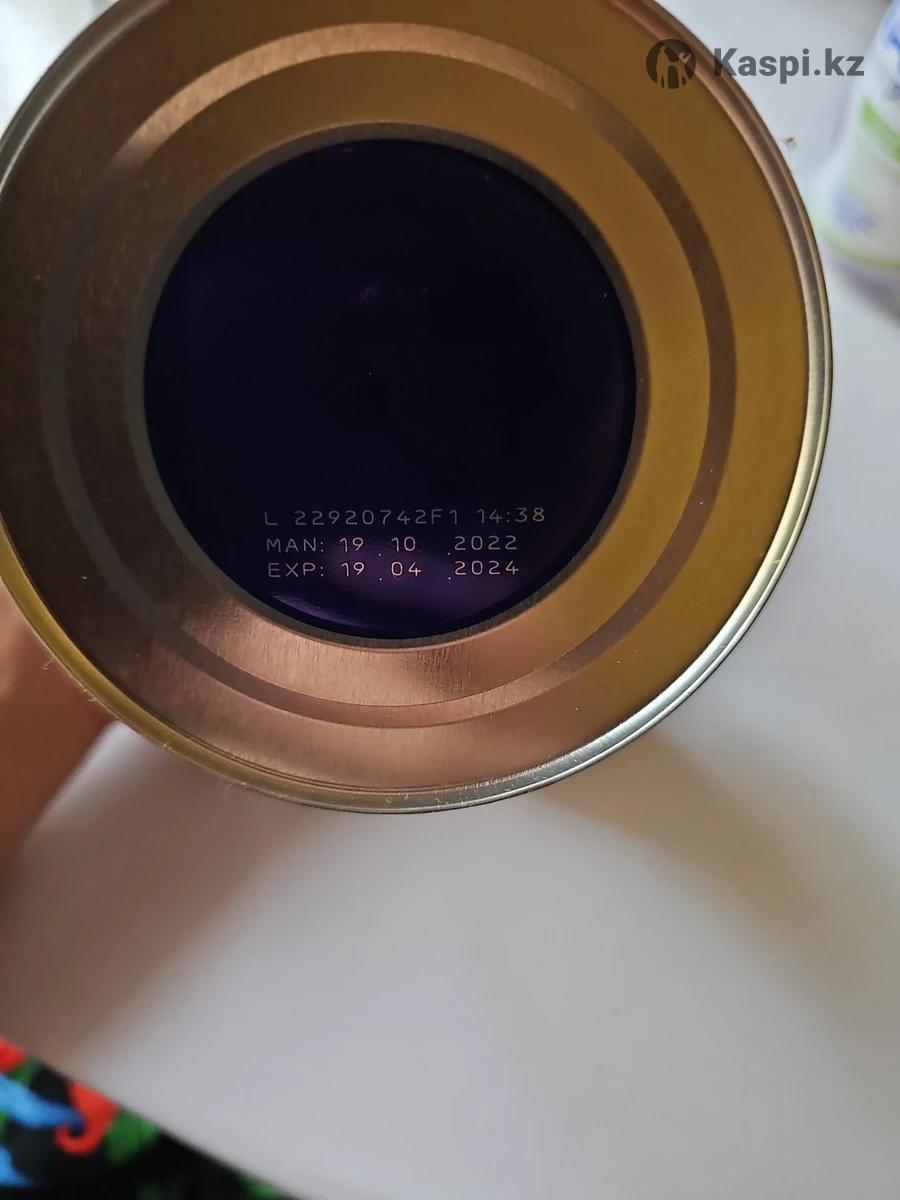 Kaspi.kz
L 22920742F1 14:38
MAN: 19.10.2022
EXP: 19.04.2024